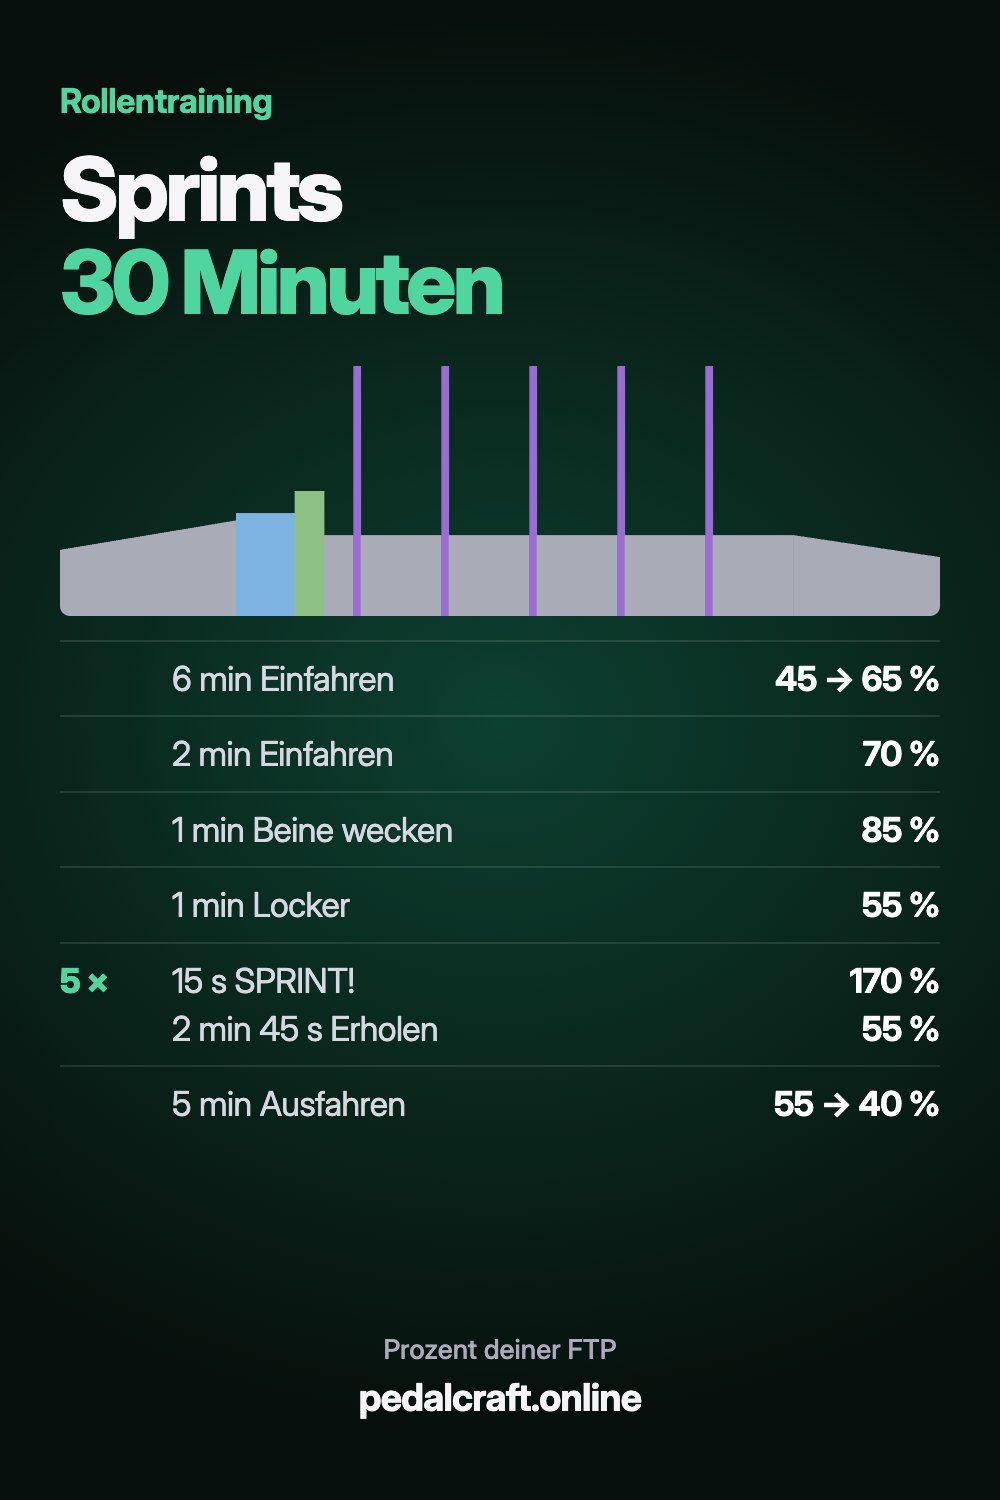 Rollentraining
Sprints
30 Minuten
6 min Einfahren 45 → 65 %
2 min Einfahren 70 %
1 min Beine wecken 85 %
1 min Locker 55 %
5 × 15 s SPRINT! 170 %
2 min 45 s Erholen 55 %
5 min Ausfahren 55 → 40 %
Prozent deiner FTP
pedalcraft.online